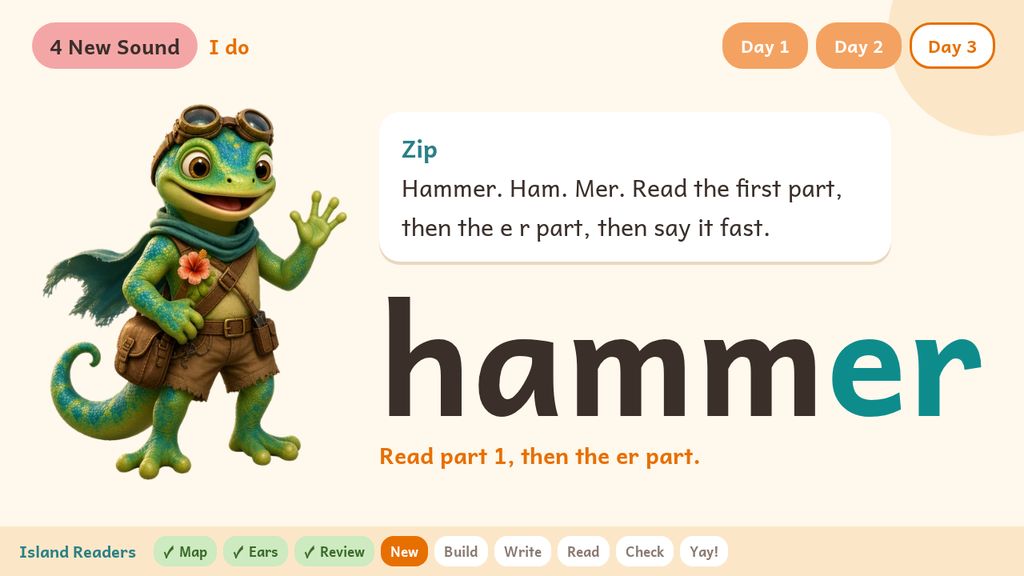 4 New Sound I do Day 1 Day 2 Day 3
Zip
Hammer. Ham. Mer. Read the first part,
then the e r part, then say it fast.
hammer
Read part 1, then the er part.
Island Readers ✓ Map ✓ Ears ✓ Review New Build Write Read Check Yay!